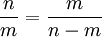 n/m = m/(n − m)